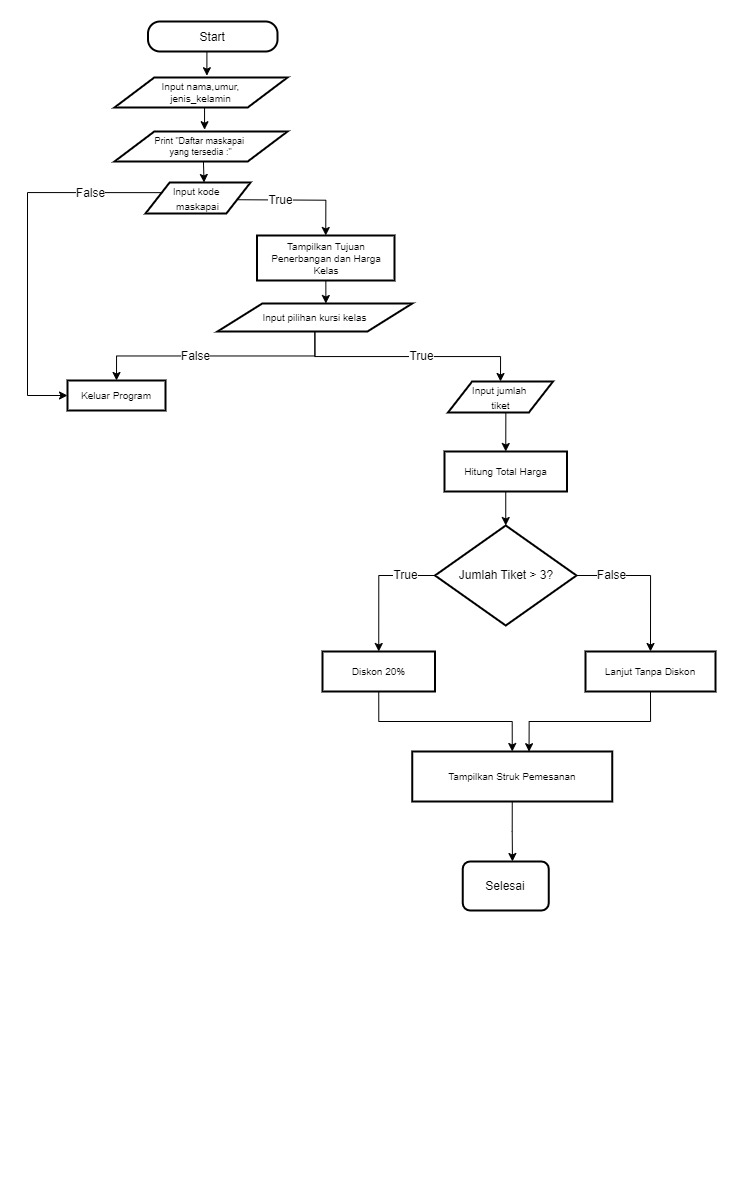 Start
Input nama,umur,
jenis_kelamin
Print "Daftar maskapai
yang tersedia :"
False
Input kode
maskapai
True
Tampilkan Tujuan
Penerbangan dan Harga
Kelas
Input pilihan kursi kelas
False
True
Keluar Program
Input jumlah
tiket
Hitung Total Harga
True
Jumlah Tiket > 3?
False
Diskon 20%
Lanjut Tanpa Diskon
Tampilkan Struk Pemesanan
Selesai